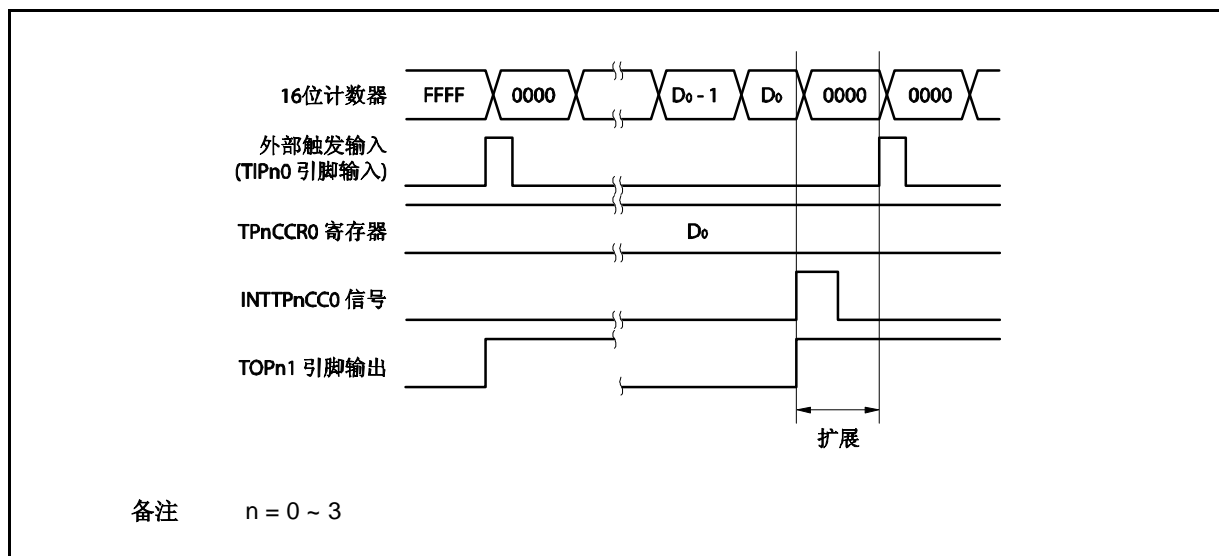 16位计数器 FFFF 0000 D₀ - 1 D₀ 0000 0000
外部触发输入
(TIPn0 引脚输入)
TPnCCR0 寄存器 D₀
INTTPnCC0 信号
TOPn1 引脚输出
扩展
备注 n = 0 ~ 3